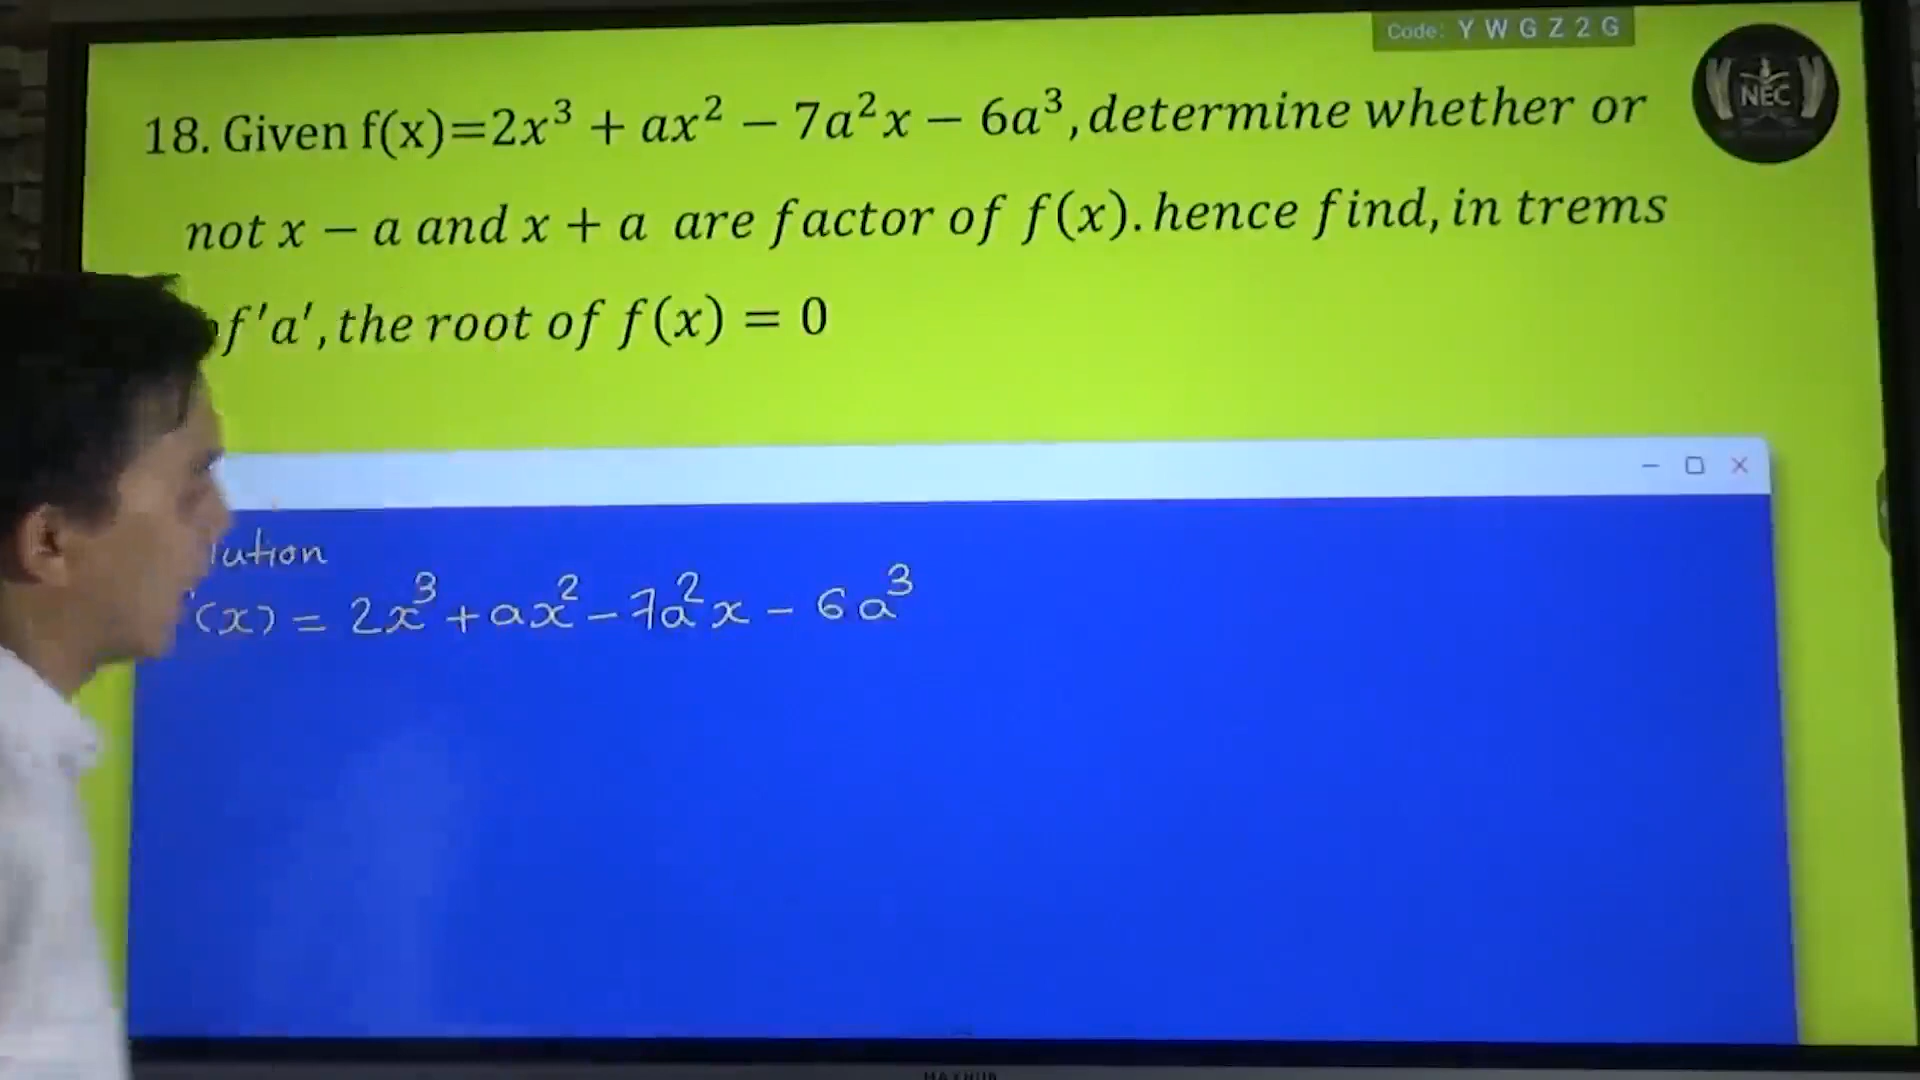 Code: Y W G Z 2 G
NEC
18. Given f(x)=2x³ + ax² − 7a²x − 6a³, determine whether or
not x − a and x + a are factor of f(x). hence find, in trems
f 'a', the root of f(x) = 0
lution
(x) = 2x³ + ax² − 7a²x − 6a³